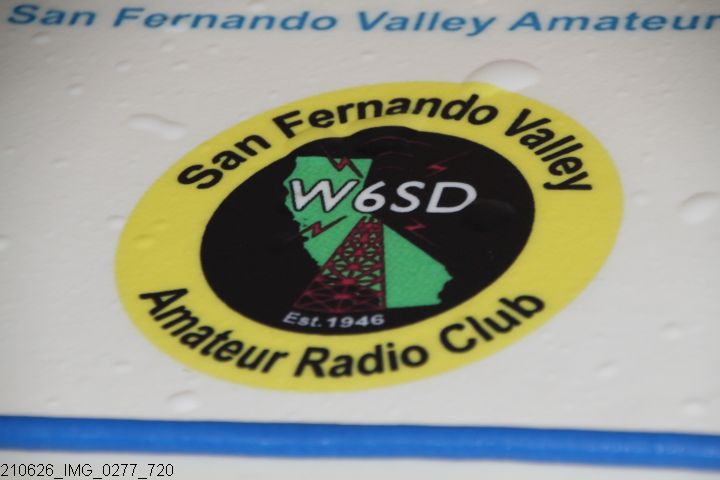 San Fernando Valley Amateur
San Fernando Valley
W6SD
Est.1946
Amateur Radio Club
210626_IMG_0277_720